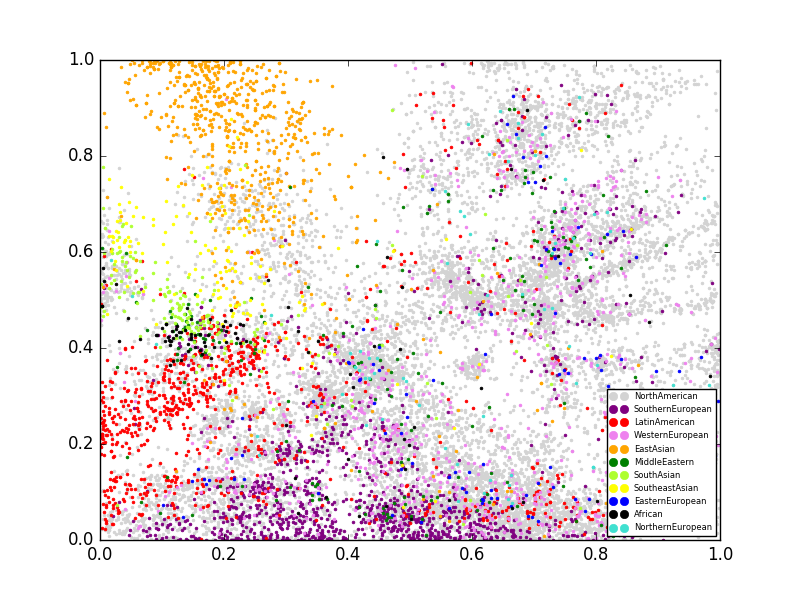 1.0
0.8
0.6
0.4
0.2
0.0
0.0 0.2 0.4 0.6 0.8 1.0
NorthAmerican
SouthernEuropean
LatinAmerican
WesternEuropean
EastAsian
MiddleEastern
SouthAsian
SoutheastAsian
EasternEuropean
African
NorthernEuropean